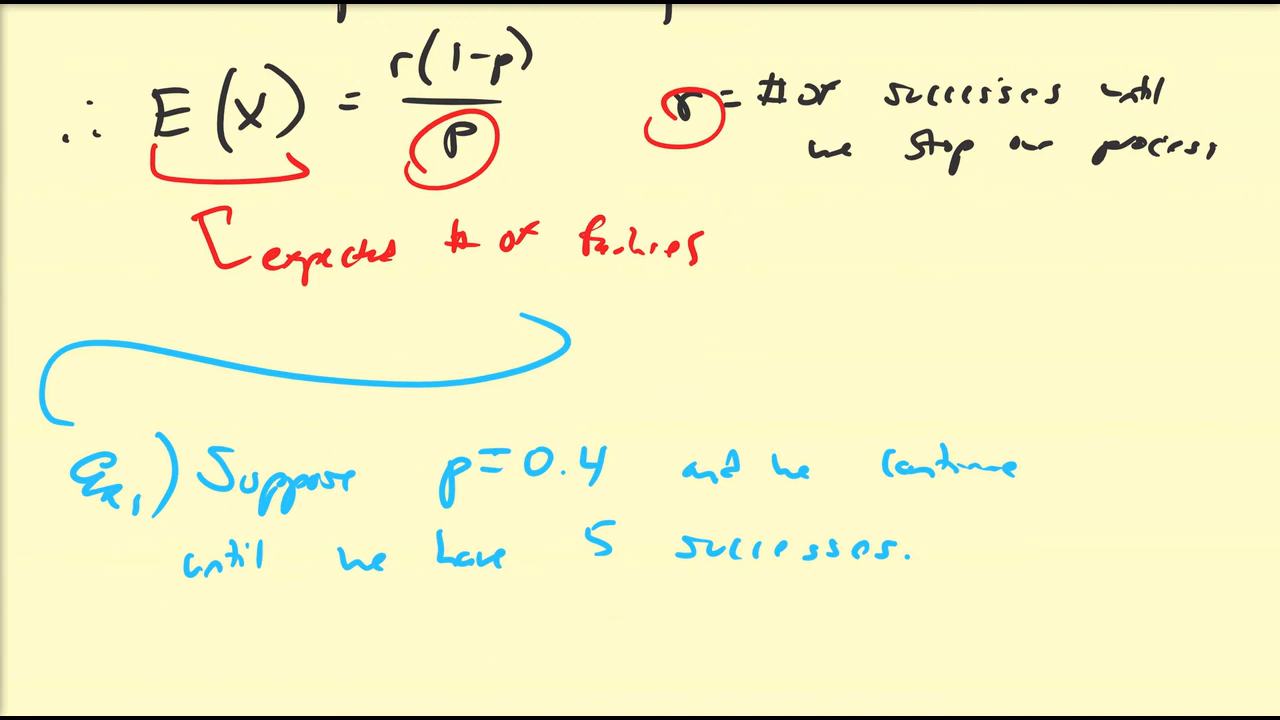 ∴ E(X) = r(1-p)/p
r = # of successes until
we stop our process
expected # of failures
Ex,) Suppose p=0.4 and we continue
until we have 5 successes.